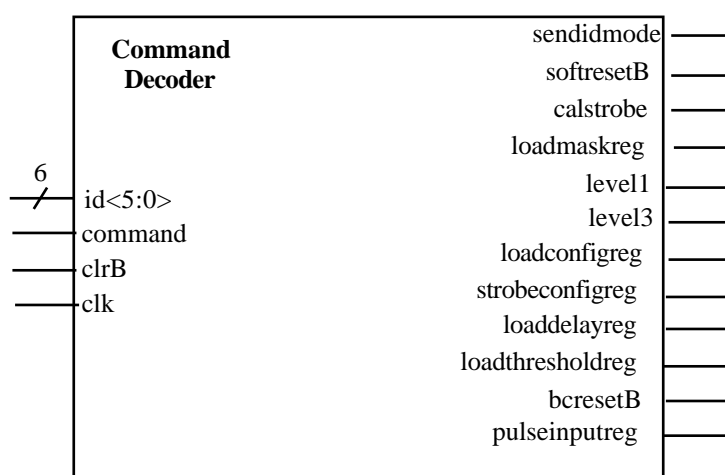 Command
Decoder
6
id<5:0>
command
clrB
clk
sendidmode
softresetB
calstrobe
loadmaskreg
level1
level3
loadconfigreg
strobeconfigreg
loaddelayreg
loadthresholdreg
bcresetB
pulseinputreg